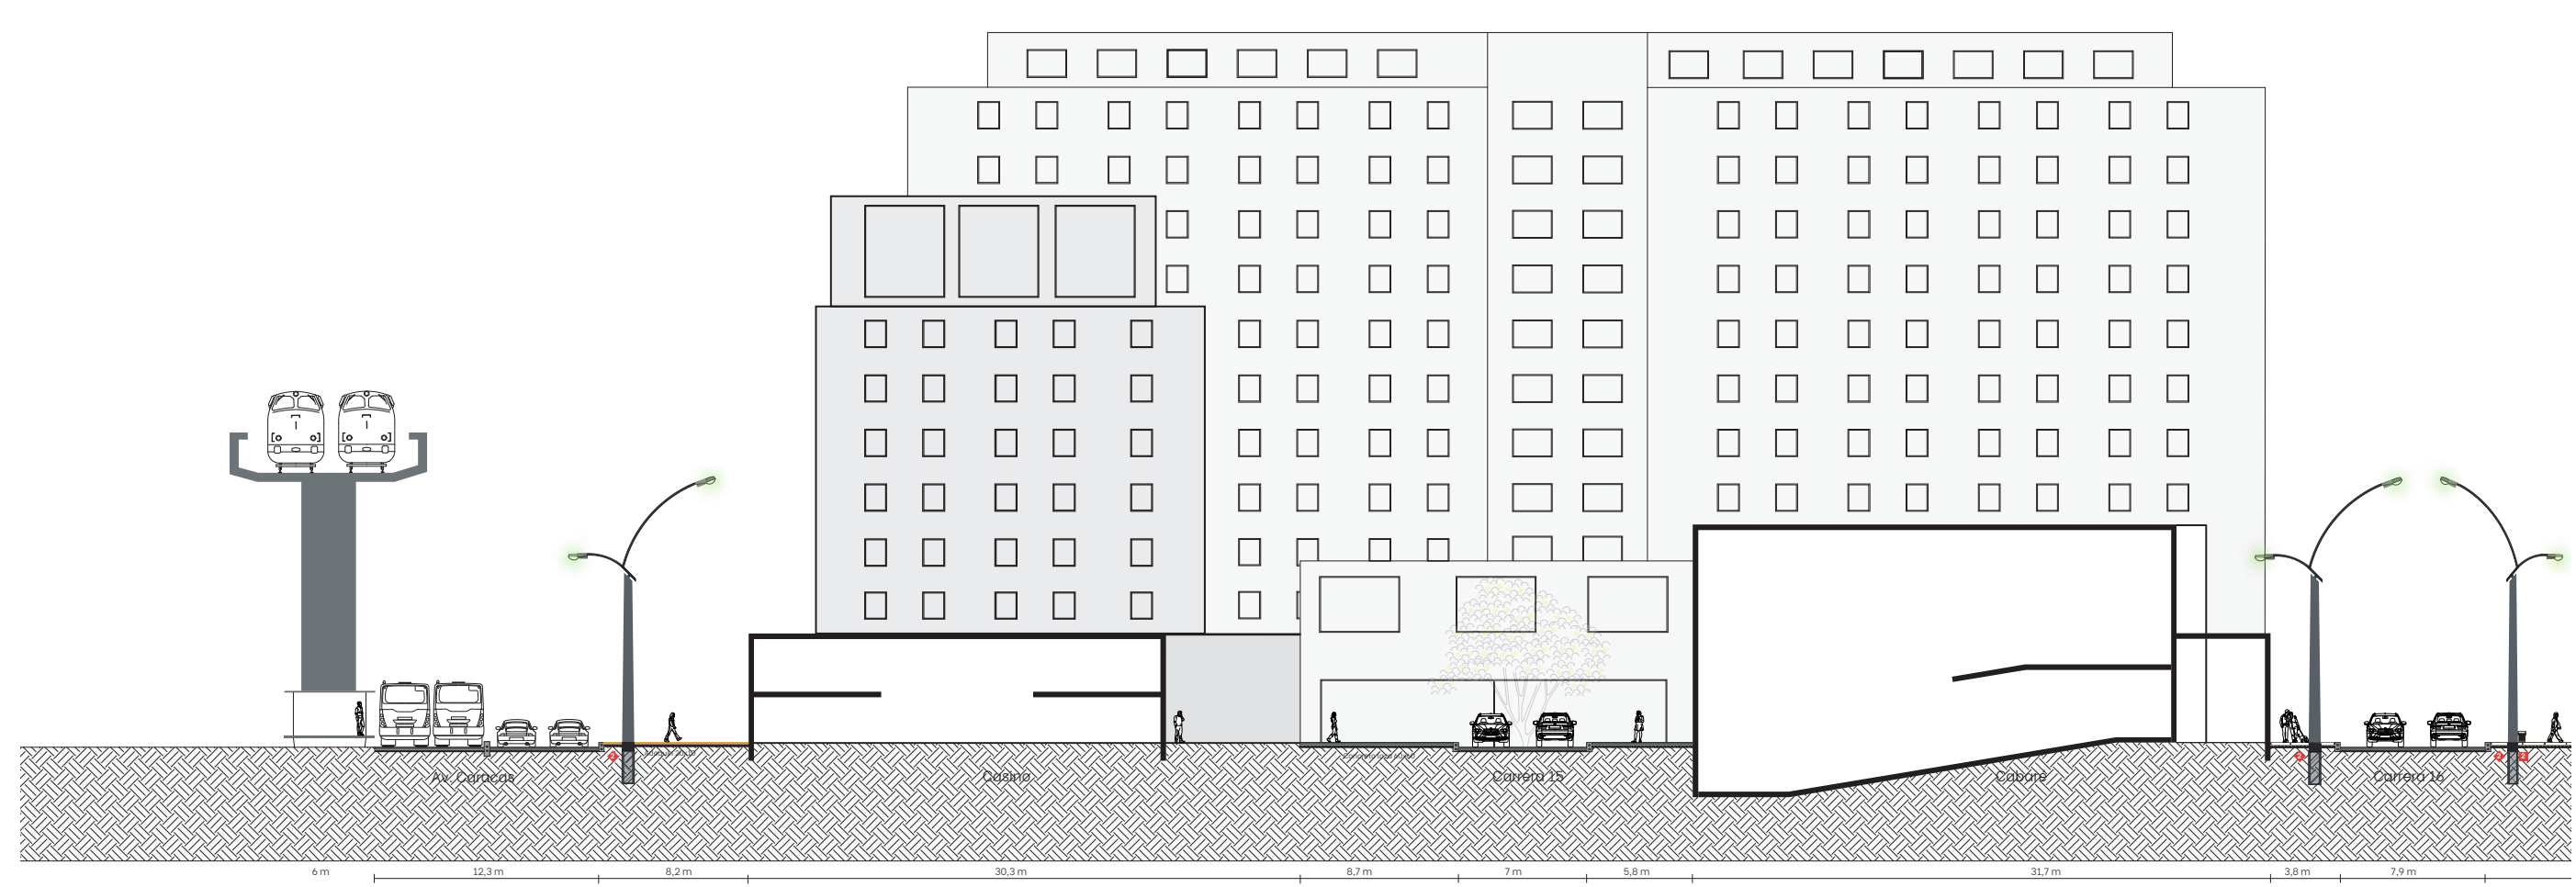 Av. Caracas
Casino
Carrera 15
Cabaré
Carrera 16
6 m
12,3 m
8,2 m
30,3 m
8,7 m
7 m
5,8 m
31,7 m
3,8 m
7,9 m